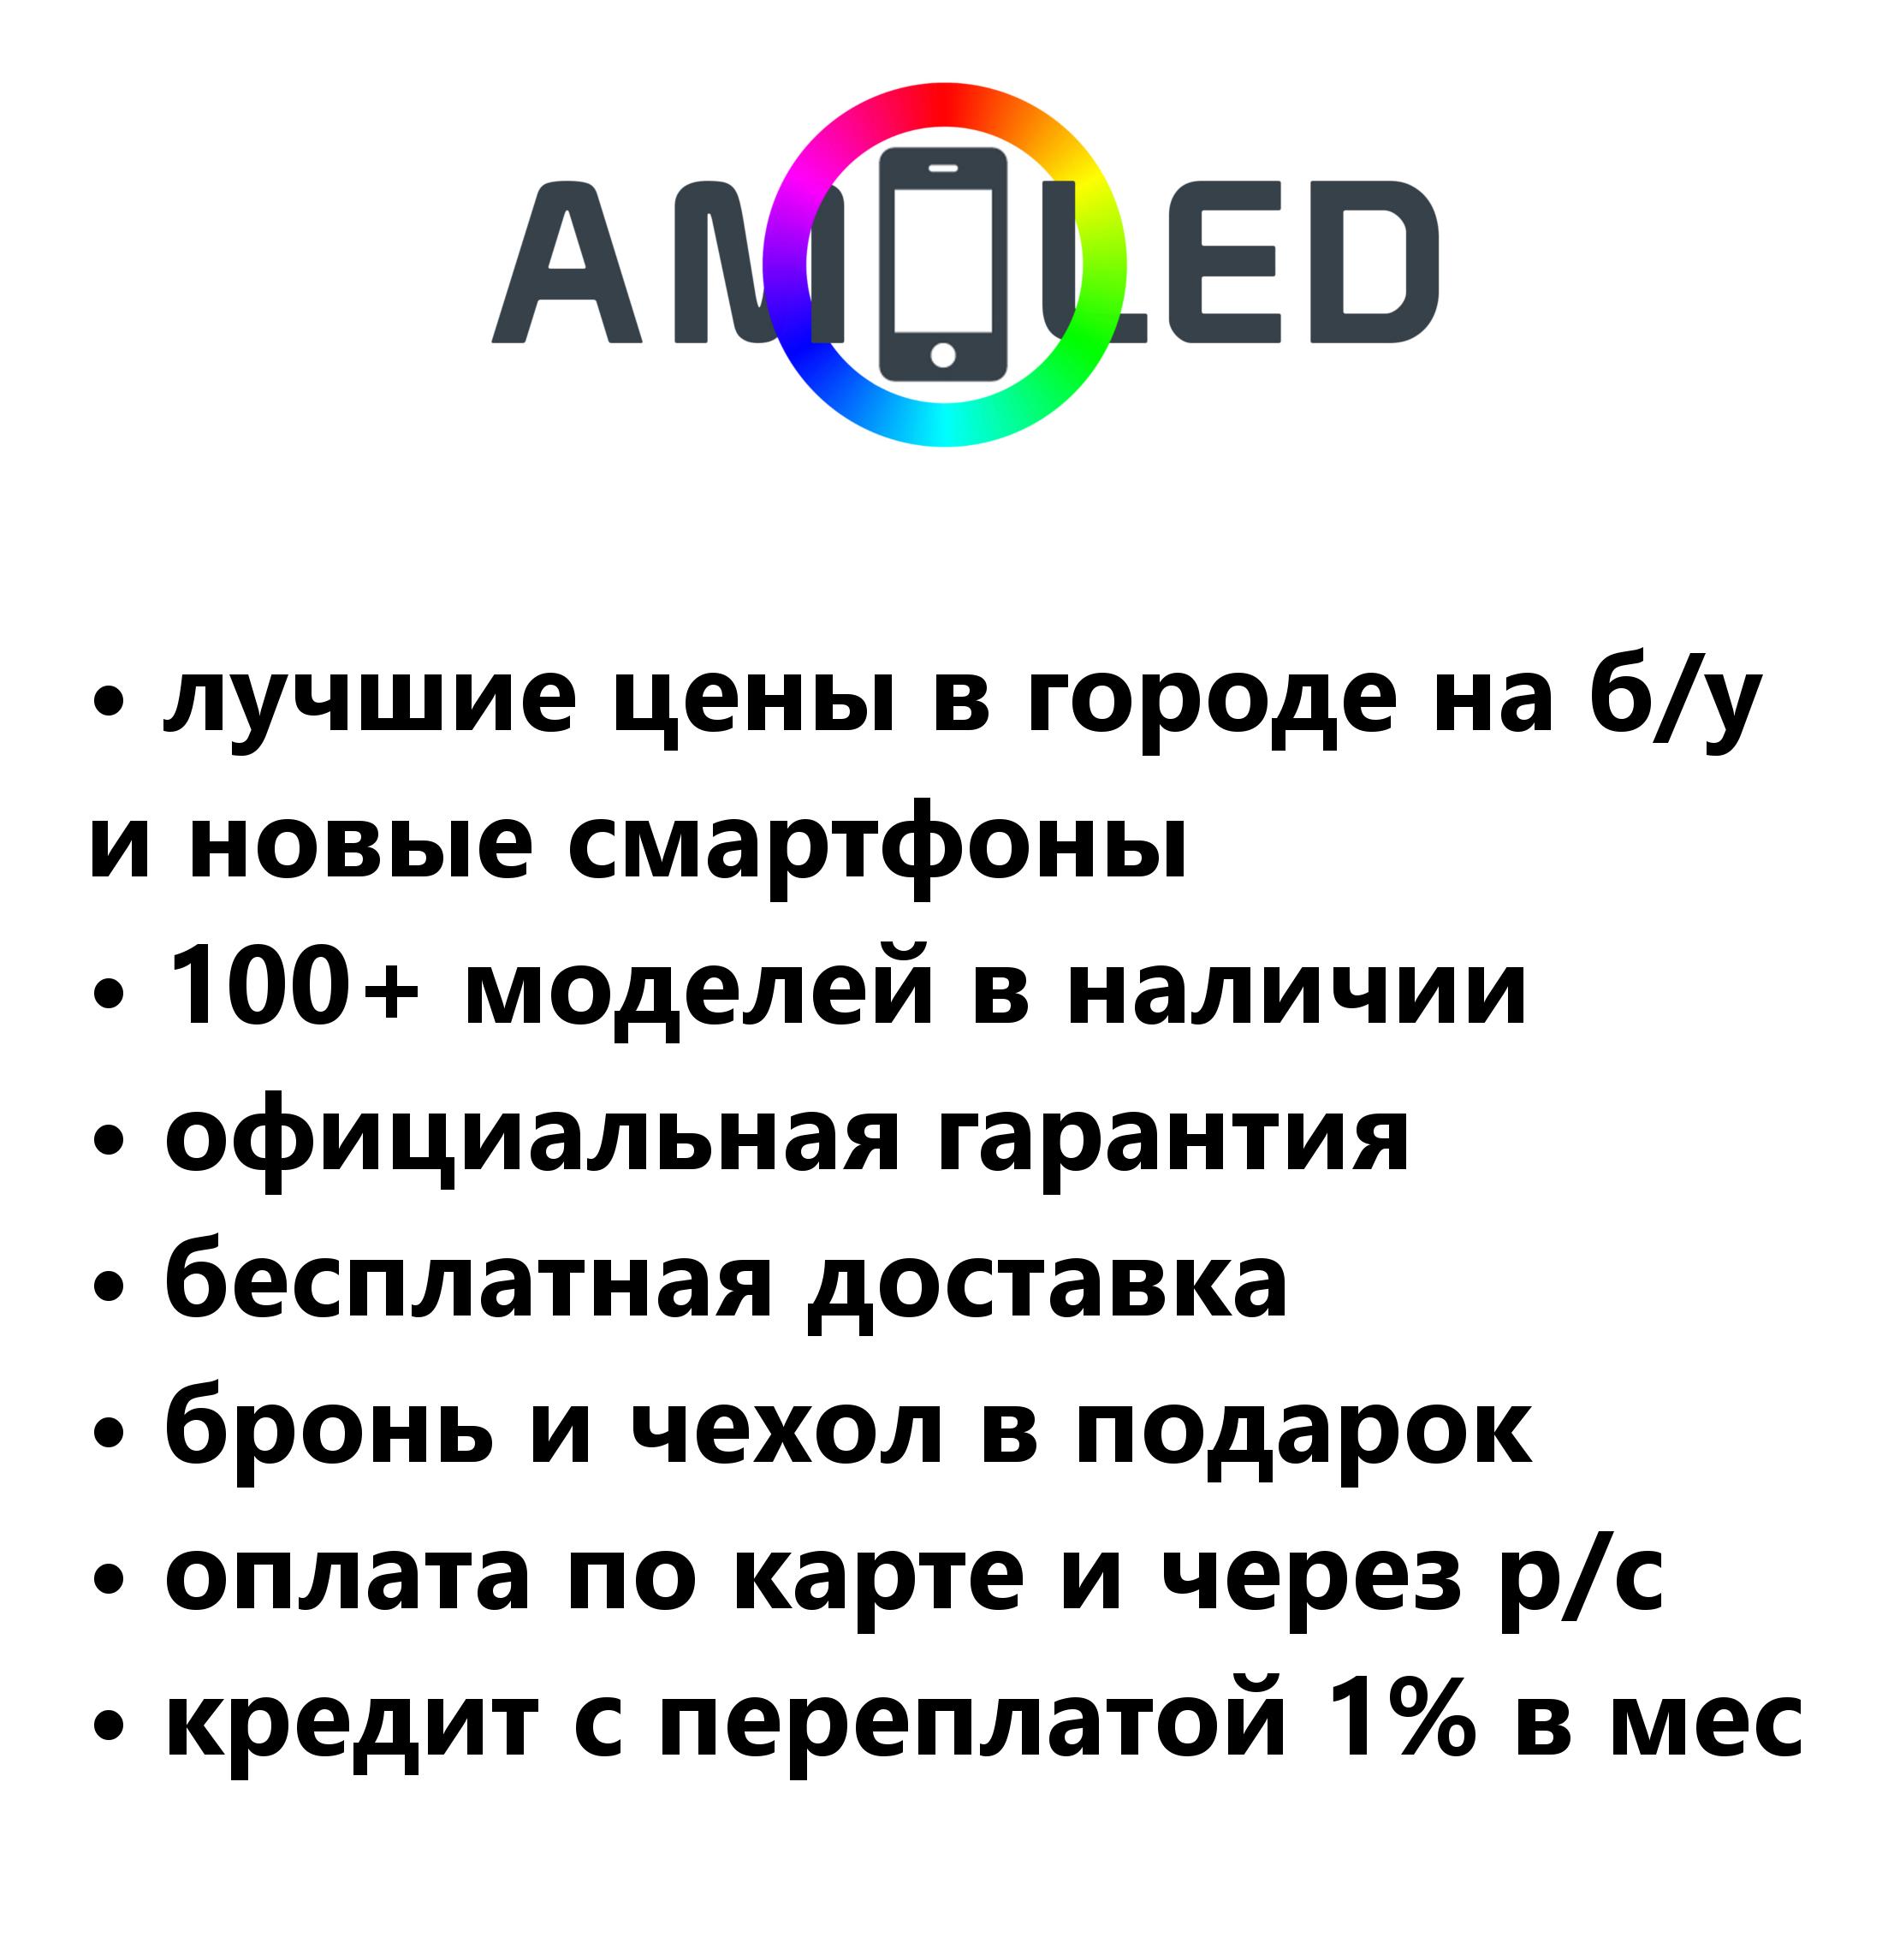 AMOLED
• лучшие цены в городе на б/у
и новые смартфоны
• 100+ моделей в наличии
• официальная гарантия
• бесплатная доставка
• бронь и чехол в подарок
• оплата по карте и через р/с
• кредит с переплатой 1% в мес